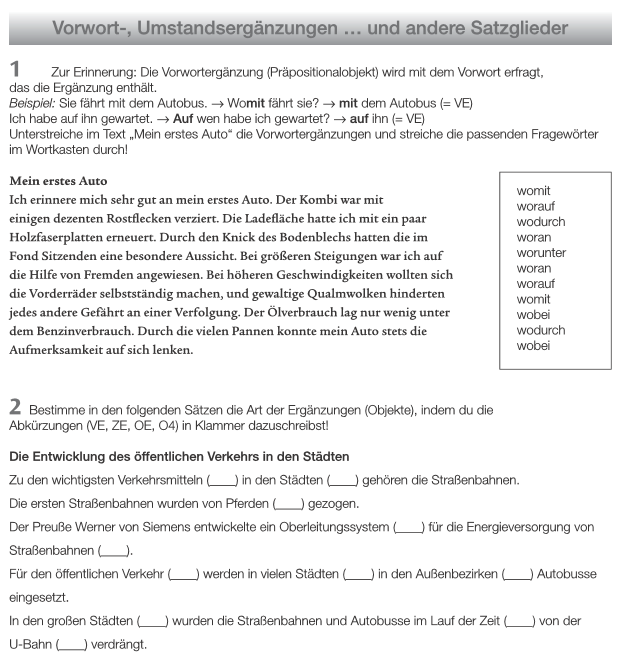 Vorwort-, Umstandsergänzungen … und andere Satzglieder
1 Zur Erinnerung: Die Vorwortergänzung (Präpositionalobjekt) wird mit dem Vorwort erfragt,
das die Ergänzung enthält.
Beispiel: Sie fährt mit dem Autobus. → Womit fährt sie? → mit dem Autobus (= VE)
Ich habe auf ihn gewartet. → Auf wen habe ich gewartet? → auf ihn (= VE)
Unterstreiche im Text „Mein erstes Auto“ die Vorwortergänzungen und streiche die passenden Fragewörter
im Wortkasten durch!
Mein erstes Auto
Ich erinnere mich sehr gut an mein erstes Auto. Der Kombi war mit
einigen dezenten Rostflecken verziert. Die Ladefläche hatte ich mit ein paar
Holzfaserplatten erneuert. Durch den Knick des Bodenblechs hatten die im
Fond Sitzenden eine besondere Aussicht. Bei größeren Steigungen war ich auf
die Hilfe von Fremden angewiesen. Bei höheren Geschwindigkeiten wollten sich
die Vorderräder selbstständig machen, und gewaltige Qualmwolken hinderten
jedes andere Gefährt an einer Verfolgung. Der Ölverbrauch lag nur wenig unter
dem Benzinverbrauch. Durch die vielen Pannen konnte mein Auto stets die
Aufmerksamkeit auf sich lenken.
womit
worauf
wodurch
woran
worunter
woran
worauf
womit
wobei
wodurch
wobei
2 Bestimme in den folgenden Sätzen die Art der Ergänzungen (Objekte), indem du die
Abkürzungen (VE, ZE, OE, O4) in Klammer dazuschreibst!
Die Entwicklung des öffentlichen Verkehrs in den Städten
Zu den wichtigsten Verkehrsmitteln (____) in den Städten (____) gehören die Straßenbahnen.
Die ersten Straßenbahnen wurden von Pferden (____) gezogen.
Der Preuße Werner von Siemens entwickelte ein Oberleitungssystem (____) für die Energieversorgung von
Straßenbahnen (____).
Für den öffentlichen Verkehr (____) werden in vielen Städten (____) in den Außenbezirken (____) Autobusse
eingesetzt.
In den großen Städten (____) wurden die Straßenbahnen und Autobusse im Lauf der Zeit (____) von der
U-Bahn (____) verdrängt.